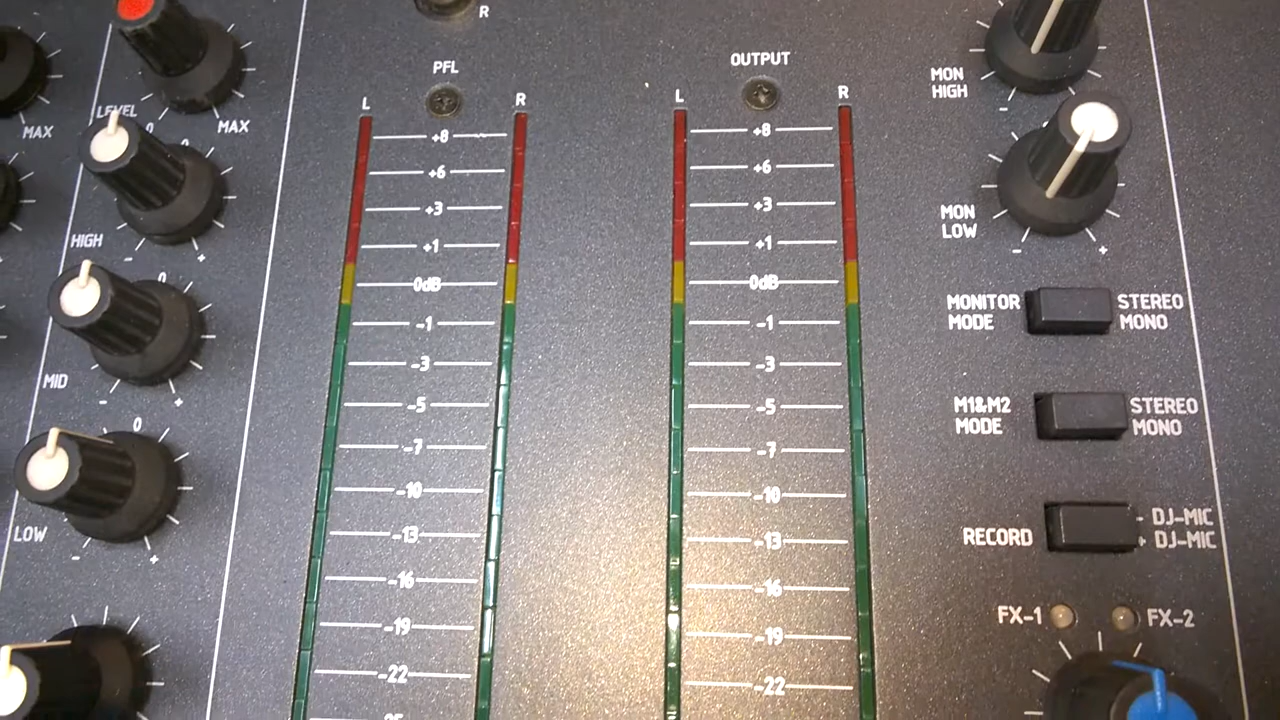 R
PFL
L
R
+8
+6
+3
+1
0dB
-1
-3
-5
-7
-10
-13
-16
-19
-22
OUTPUT
L
R
+8
+6
+3
+1
0dB
-1
-3
-5
-7
-10
-13
-16
-19
-22
MAX
LEVEL
0
MAX
0
HIGH
-
+
0
MID
-
+
0
LOW
-
+
MON
HIGH
-
MON
LOW
-
+
MONITOR
MODE
STEREO
MONO
M1&M2
MODE
STEREO
MONO
RECORD
- DJ-MIC
+ DJ-MIC
FX-1
FX-2